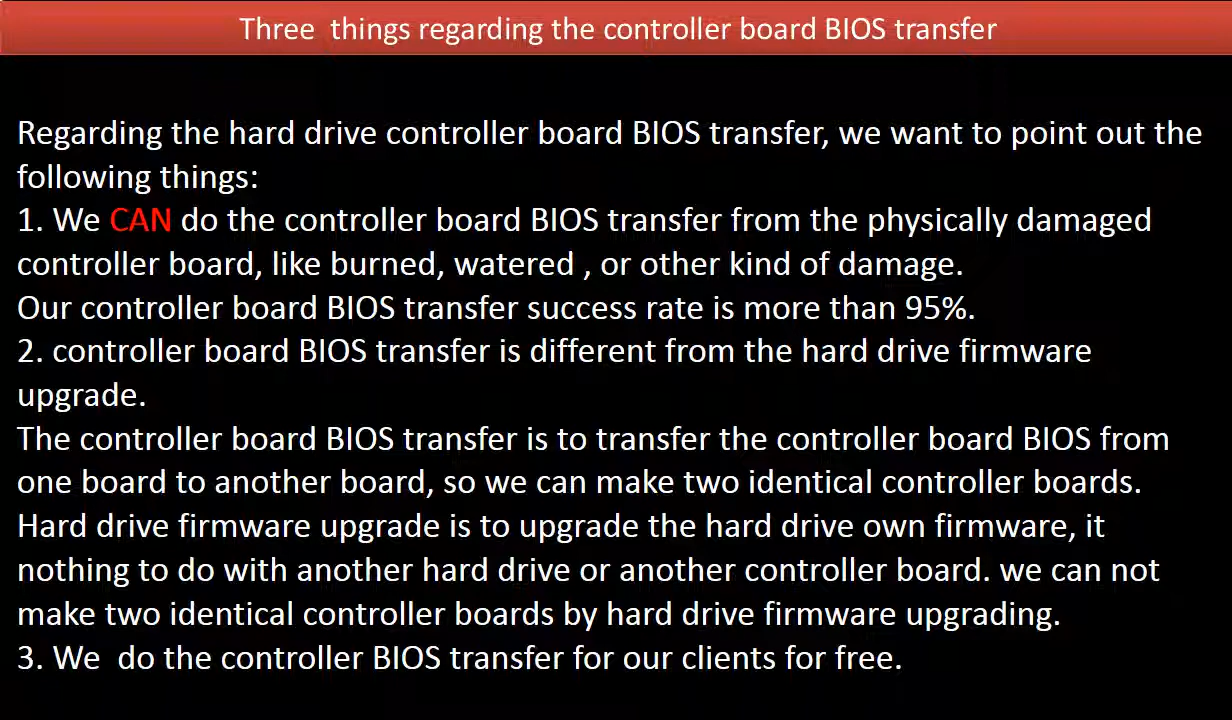 Three  things regarding the controller board BIOS transfer
Regarding the hard drive controller board BIOS transfer, we want to point out the
following things:
1. We CAN do the controller board BIOS transfer from the physically damaged
controller board, like burned, watered , or other kind of damage.
Our controller board BIOS transfer success rate is more than 95%.
2. controller board BIOS transfer is different from the hard drive firmware
upgrade.
The controller board BIOS transfer is to transfer the controller board BIOS from
one board to another board, so we can make two identical controller boards.
Hard drive firmware upgrade is to upgrade the hard drive own firmware, it
nothing to do with another hard drive or another controller board. we can not
make two identical controller boards by hard drive firmware upgrading.
3. We  do the controller BIOS transfer for our clients for free.